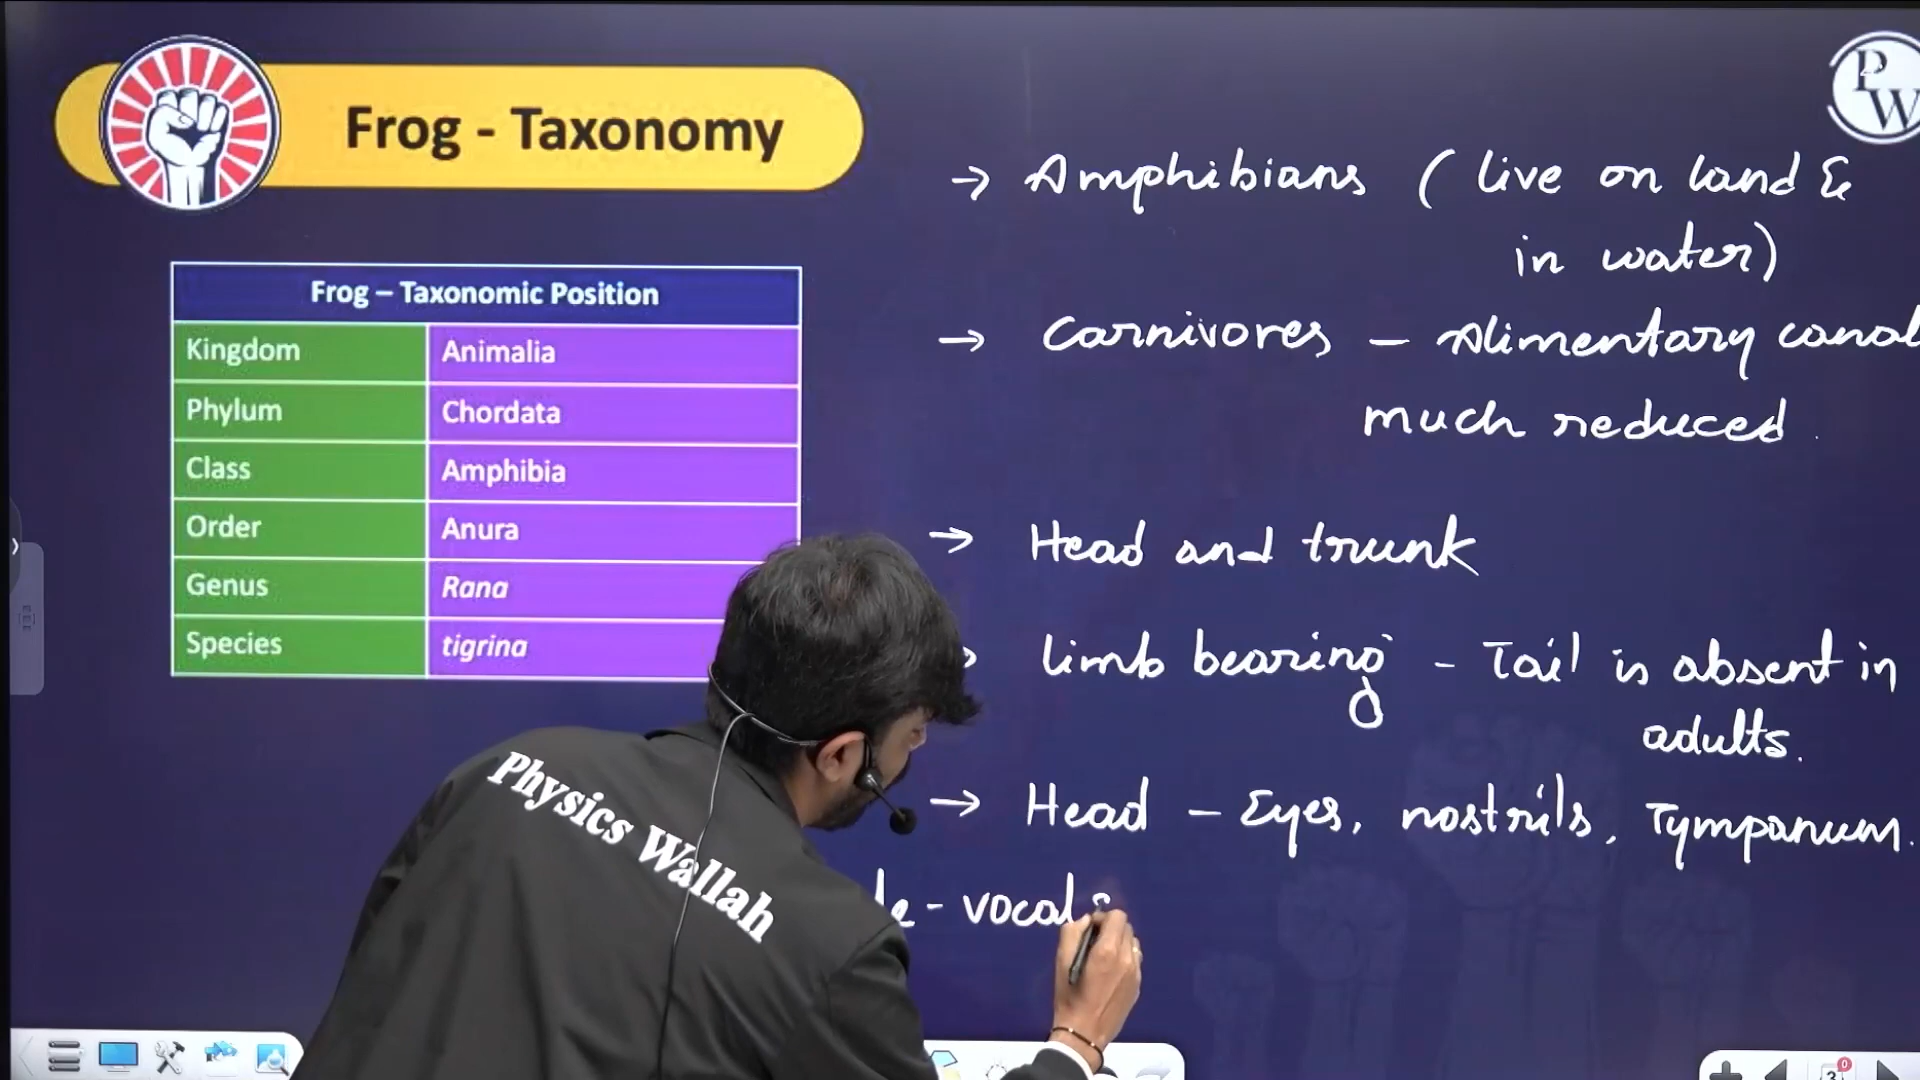 Frog - Taxonomy
PW
Frog – Taxonomic Position
Kingdom Animalia
Phylum Chordata
Class Amphibia
Order Anura
Genus Rana
Species tigrina
→ Amphibians ( live on land &
in water)
→ Carnivores – Alimentary canal
much reduced.
→ Head and trunk
limb bearing – Tail is absent in
adults.
→ Head – Eyes, nostrils, Tympanum.
- vocal
Physics Wallah